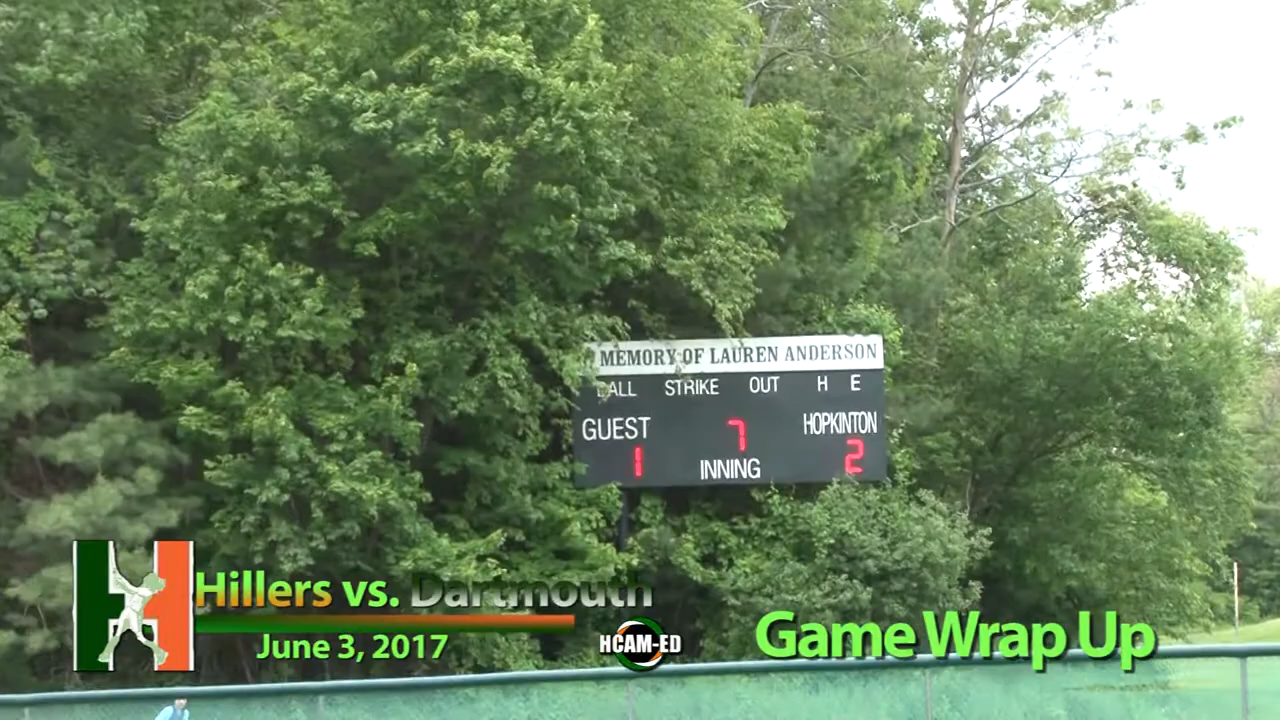 MEMORY OF LAUREN ANDERSON
BALL STRIKE OUT H E
GUEST 7 HOPKINTON
1 INNING 2
H
Hillers vs. Dartmouth
June 3, 2017
HCAM-ED
Game Wrap Up